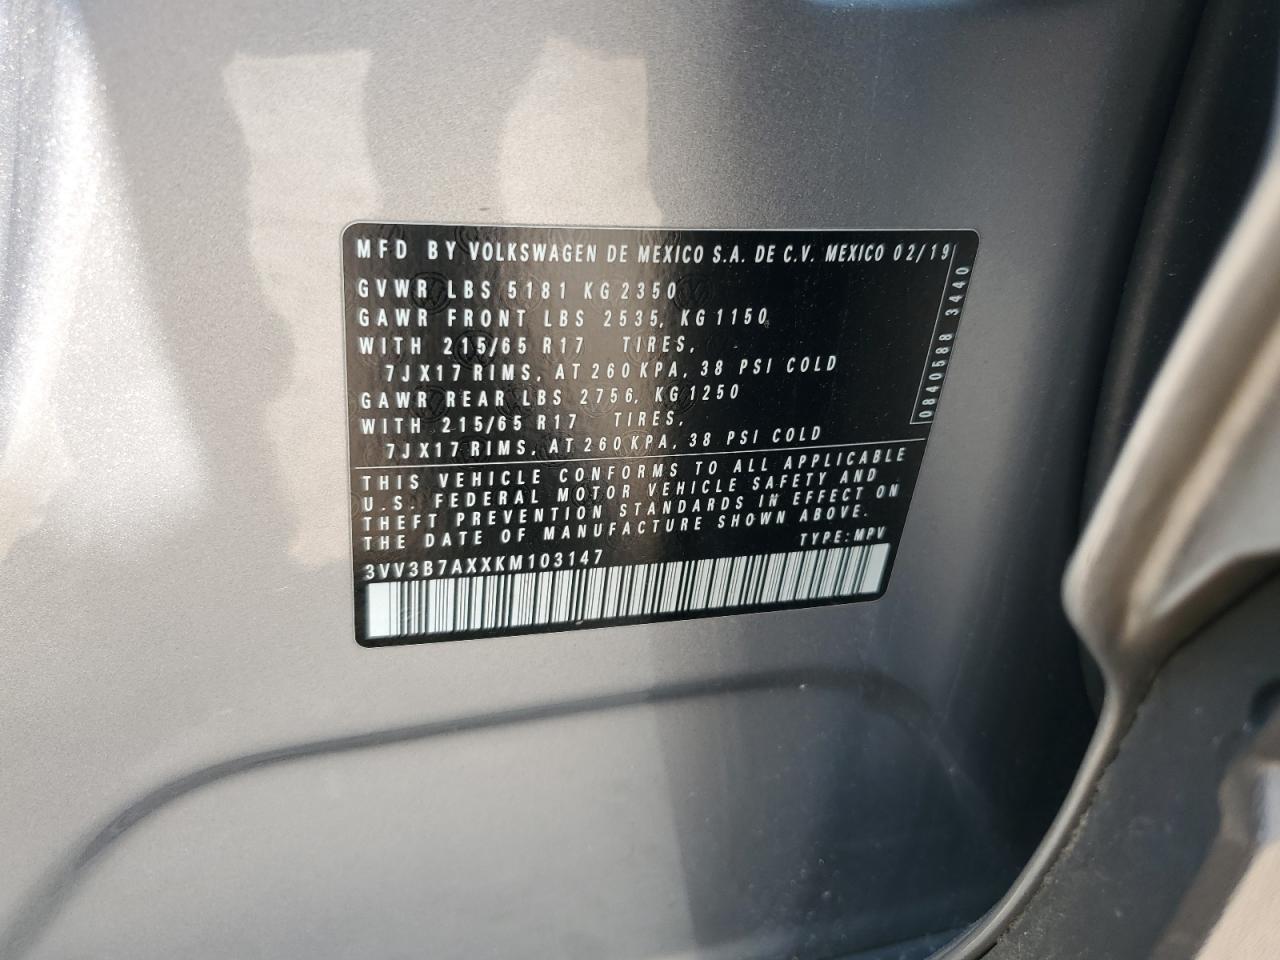 MFD BY VOLKSWAGEN DE MEXICO S.A. DE C.V. MEXICO 02/19
GVWR LBS 5181 KG 2350
GAWR FRONT LBS 2535, KG 1150,
WITH 215/65 R17 TIRES,
7JX17 RIMS, AT 260 KPA, 38 PSI COLD
GAWR REAR LBS 2756, KG 1250
WITH 215/65 R17 TIRES,
7JX17 RIMS, AT 260 KPA, 38 PSI COLD
0840588 3440
THIS VEHICLE CONFORMS TO ALL APPLICABLE
U.S. FEDERAL MOTOR VEHICLE SAFETY AND
THEFT PREVENTION STANDARDS IN EFFECT ON
THE DATE OF MANUFACTURE SHOWN ABOVE.
3VV3B7AXXKM103147 TYPE: MPV